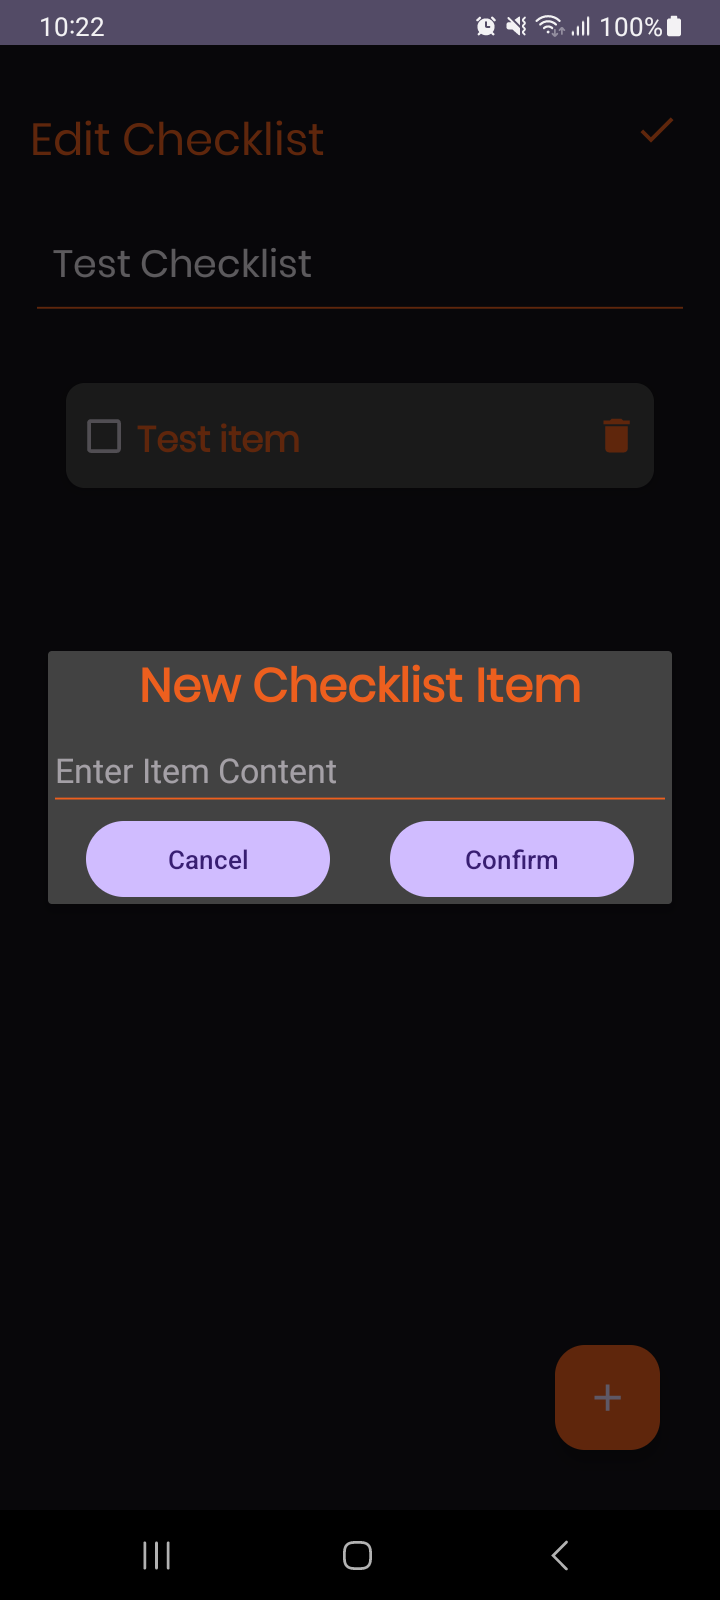 10:22 100%
Edit Checklist
Test Checklist
Test item
New Checklist Item
Enter Item Content
Cancel Confirm